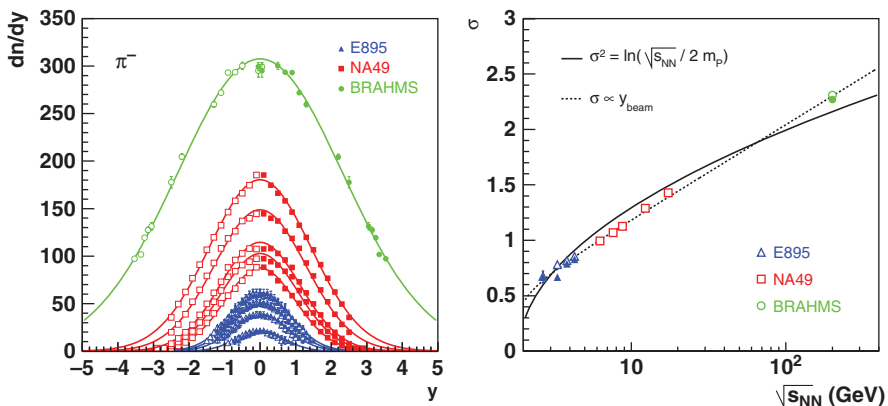 dn/dy
350
300
250
200
150
100
50
0
π−
E895
NA49
BRAHMS
−5 −4 −3 −2 −1 0 1 2 3 4 5
y
σ
3
2.5
2
1.5
1
0.5
0
σ² = ln(√sNN / 2 mP)
σ ∝ ybeam
E895
NA49
BRAHMS
10 10²
√sNN (GeV)